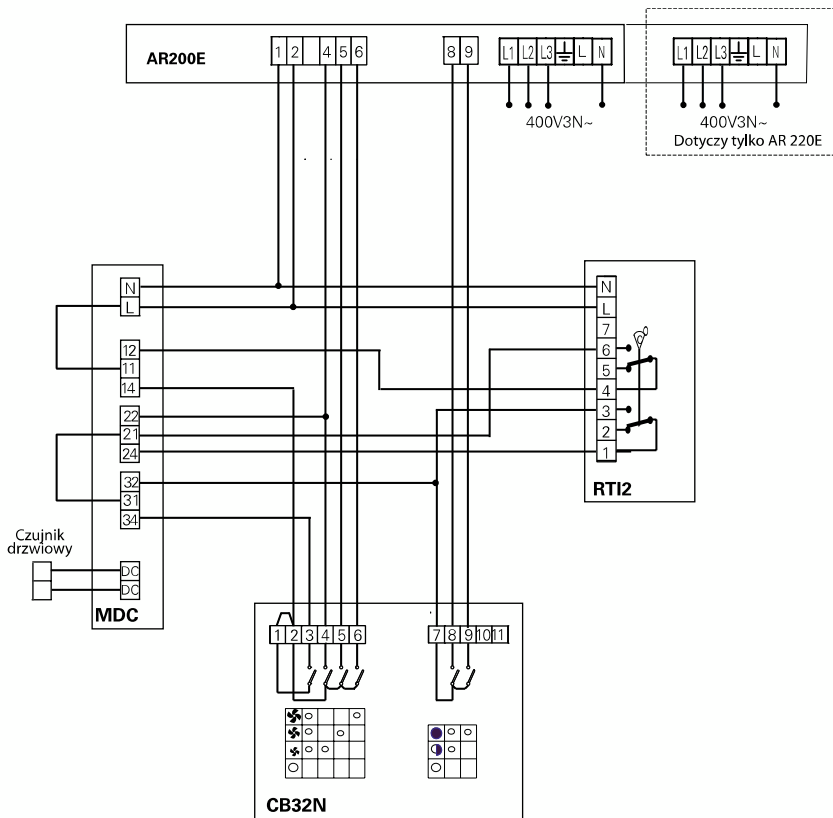 AR200E
1 2 4 5 6
8 9
L1 L2 L3 L N
L1 L2 L3 L N
400V3N~
400V3N~
Dotyczy tylko AR 220E
N
L
12
11
14
22
21
24
32
31
34
DC
DC
MDC
Czujnik
drzwiowy
N
L
7
6
5
4
3
2
1
RTI2
1 2 3 4 5 6
7 8 9 10 11
CB32N